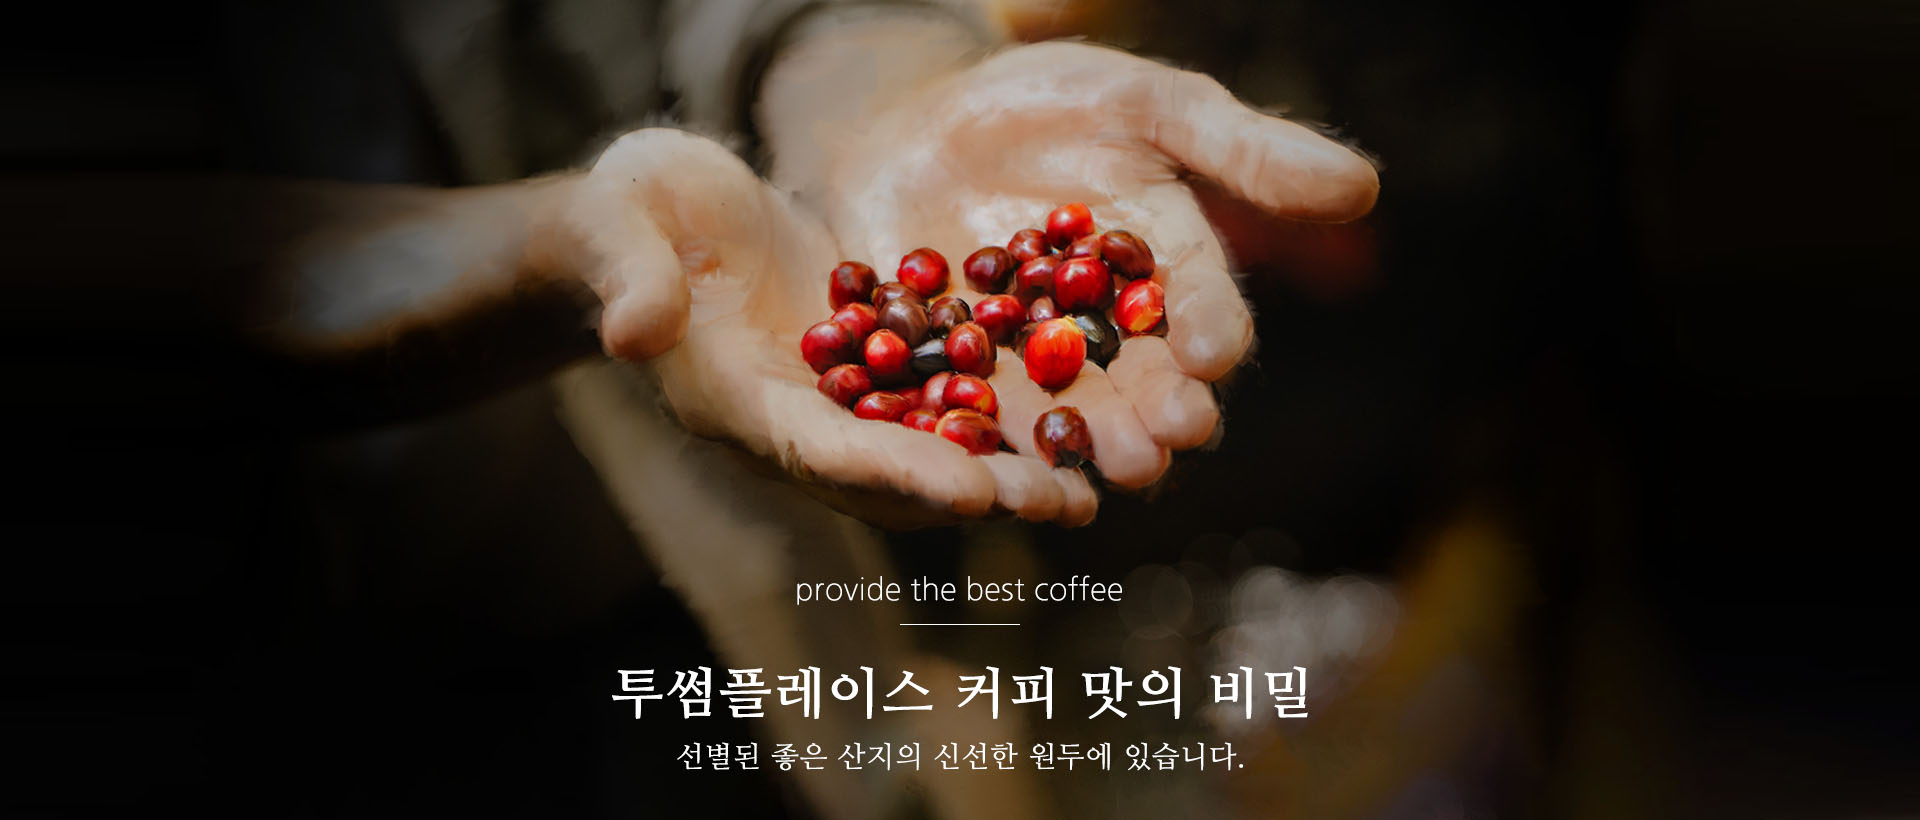 provide the best coffee
투썸플레이스 커피 맛의 비밀
선별된 좋은 산지의 신선한 원두에 있습니다.